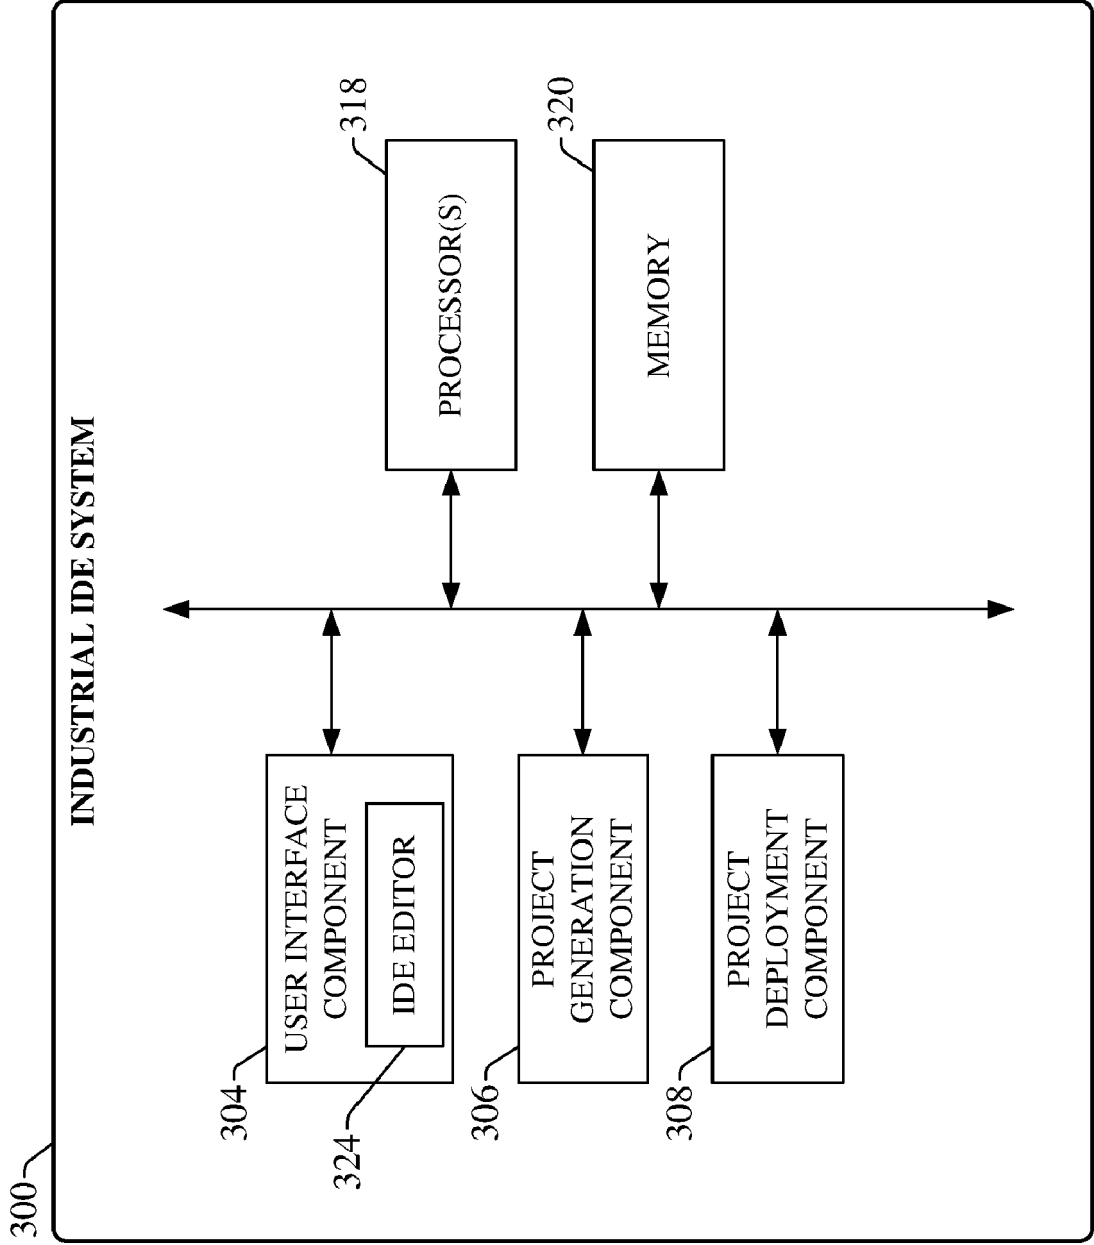 300
INDUSTRIAL IDE SYSTEM
304
USER INTERFACE
COMPONENT
324
IDE EDITOR
306
PROJECT
GENERATION
COMPONENT
308
PROJECT
DEPLOYMENT
COMPONENT
318
PROCESSOR(S)
320
MEMORY